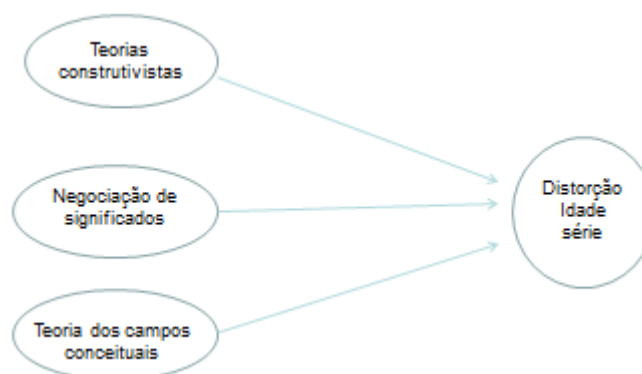 Teorias
construtivistas
Negociação de
significados
Distorção
Idade
série
Teoria dos campos
conceituais